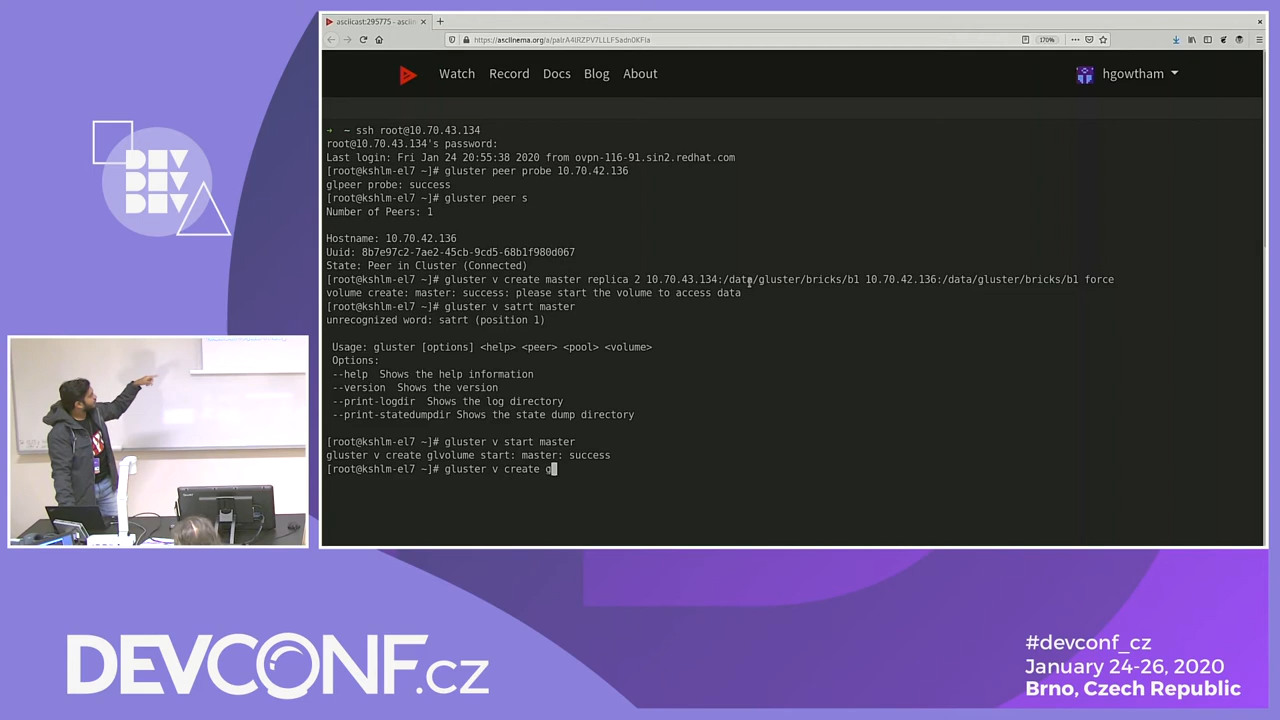 asciicast:295775 - asciin
https://asciinema.org/a/
170%
Watch Record Docs Blog About
hgowtham
→ ~ ssh root@10.70.43.134
root@10.70.43.134's password:
Last login: Fri Jan 24 20:55:38 2020 from ovpn-116-91.sin2.redhat.com
[root@kshlm-el7 ~]# gluster peer probe 10.70.42.136
glpeer probe: success
[root@kshlm-el7 ~]# gluster peer s
Number of Peers: 1
Hostname: 10.70.42.136
Uuid: 8b7e97c2-7ae2-45cb-9cd5-68b1f980d067
State: Peer in Cluster (Connected)
[root@kshlm-el7 ~]# gluster v create master replica 2 10.70.43.134:/data/gluster/bricks/b1 10.70.42.136:/data/gluster/bricks/b1 force
volume create: master: success: please start the volume to access data
[root@kshlm-el7 ~]# gluster v satrt master
unrecognized word: satrt (position 1)
Usage: gluster [options] <help> <peer> <pool> <volume>
Options:
--help Shows the help information
--version Shows the version
--print-logdir Shows the log directory
--print-statedumpdir Shows the state dump directory
[root@kshlm-el7 ~]# gluster v start master
gluster v create glvolume start: master: success
[root@kshlm-el7 ~]# gluster v create g
DEV
DEV
DEV
DEVCONF.cz
#devconf_cz
January 24-26, 2020
Brno, Czech Republic